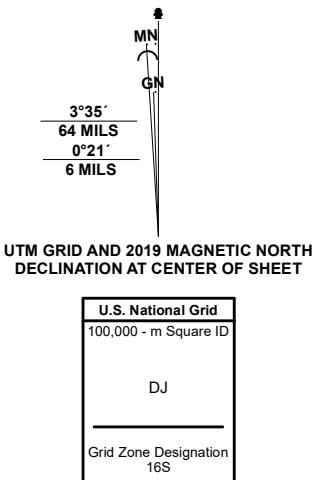 MN
GN
3°35´
64 MILS
0°21´
6 MILS
UTM GRID AND 2019 MAGNETIC NORTH
DECLINATION AT CENTER OF SHEET
U.S. National Grid
100,000 - m Square ID
DJ
Grid Zone Designation
16S